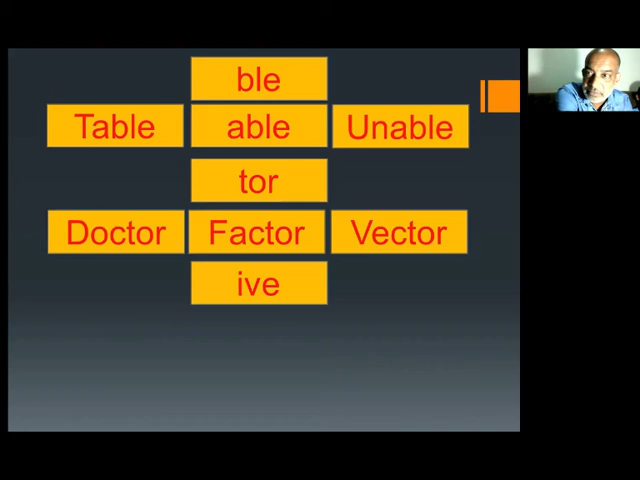 ble
Table able Unable
tor
Doctor Factor Vector
ive